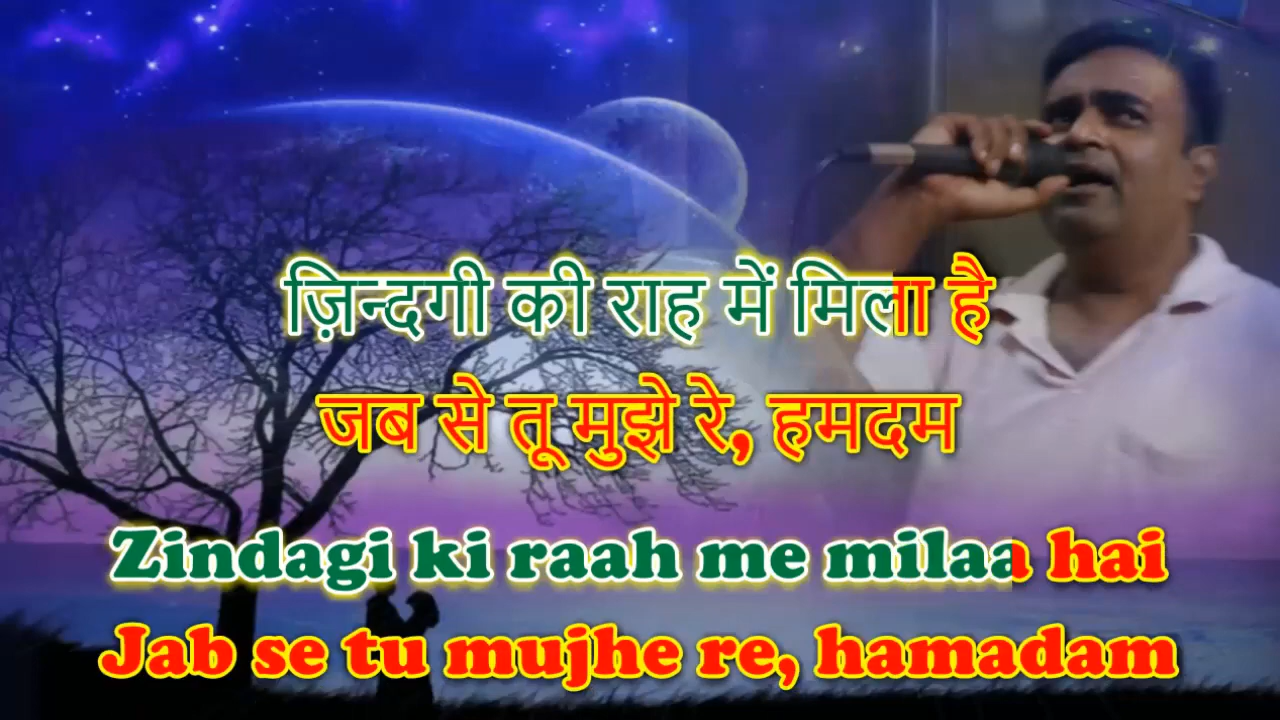 ज़िन्दगी की राह में मिला है
जब से तू मुझे रे, हमदम
Zindagi ki raah me milaa hai
Jab se tu mujhe re, hamadam